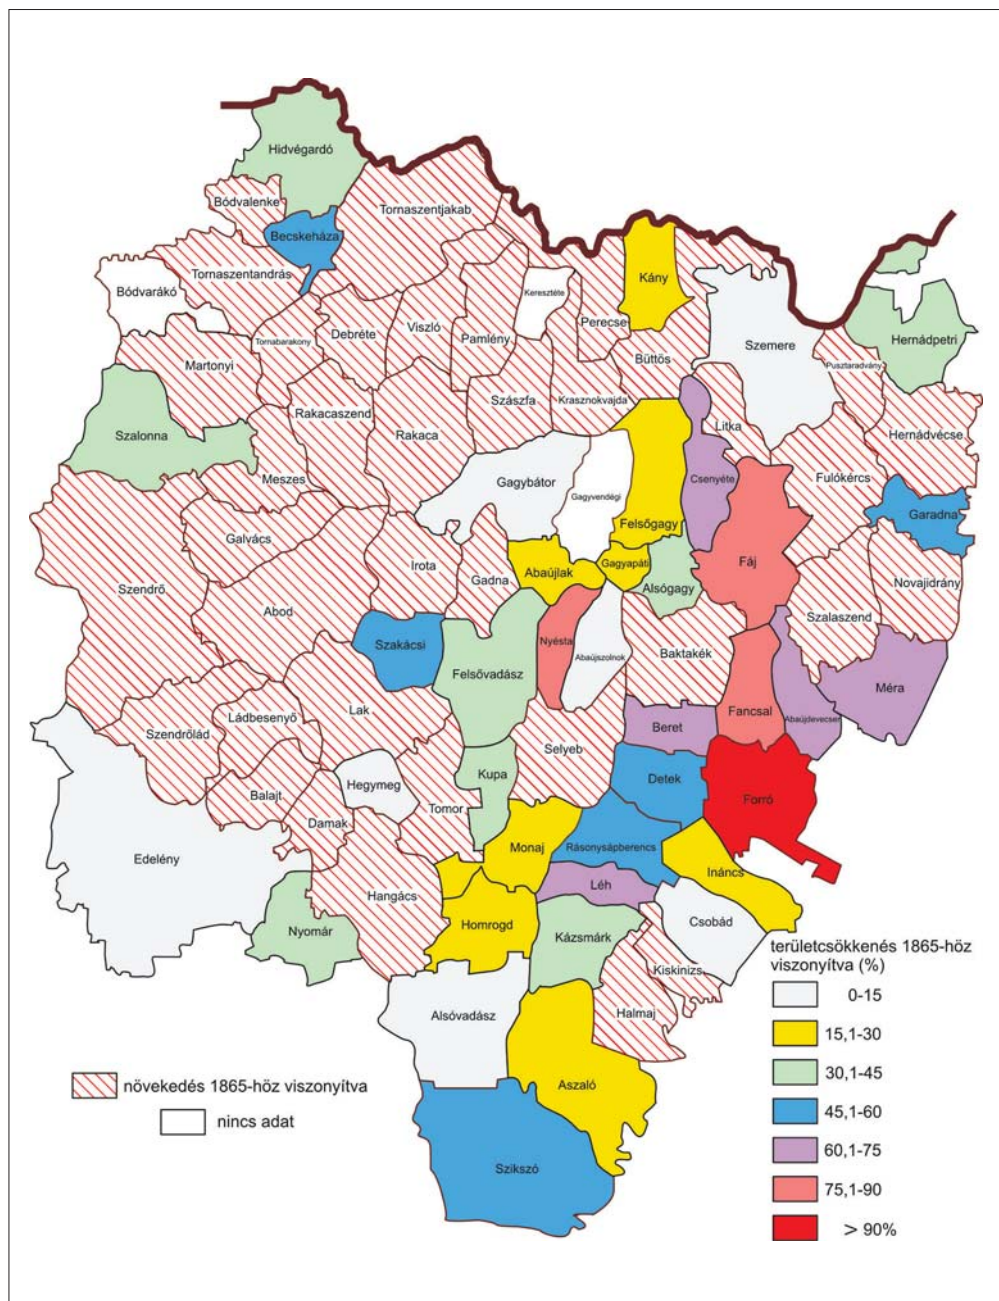 Hidvégardó
Bódvalenke
Tornaszentjakab
Becskeháza
Tornaszentandrás
Bódvarákó
Kány
Keresztéte
Perecse
Hernádpetri
Szemere
Tornabarakony
Debréte
Viszló
Pamlény
Büttös
Martonyi
Pusztaradvány
Szászfa
Krasznokvajda
Rakacaszend
Litka
Hernádvécse
Szalonna
Rakaca
Meszes
Gagybátor
Csenyéte
Fulókércs
Gagyvendégi
Garadna
Felsőgagy
Galvács
Irota
Gadna
Abaújlak
Gagyapáti
Fáj
Alsógagy
Novajidrány
Szendrő
Abod
Szalaszend
Szakácsi
Nyésta
Abaújszolnok
Baktakék
Felsővadász
Méra
Lak
Ládbesenyő
Fancsal
Beret
Abaújdevecser
Szendrőlád
Selyeb
Kupa
Detek
Hegymeg
Balajt
Tomor
Forró
Damak
Monaj
Rásonysápberencs
Edelény
Ináncs
Léh
Hangács
Homrogd
Csobád
Nyomár
Kázsmárk
Kiskinizs
Halmaj
Alsóvadász
Aszaló
Szikszó
területcsökkenés 1865-höz
viszonyítva (%)
0-15
15,1-30
30,1-45
45,1-60
60,1-75
75,1-90
> 90%
növekedés 1865-höz viszonyítva
nincs adat